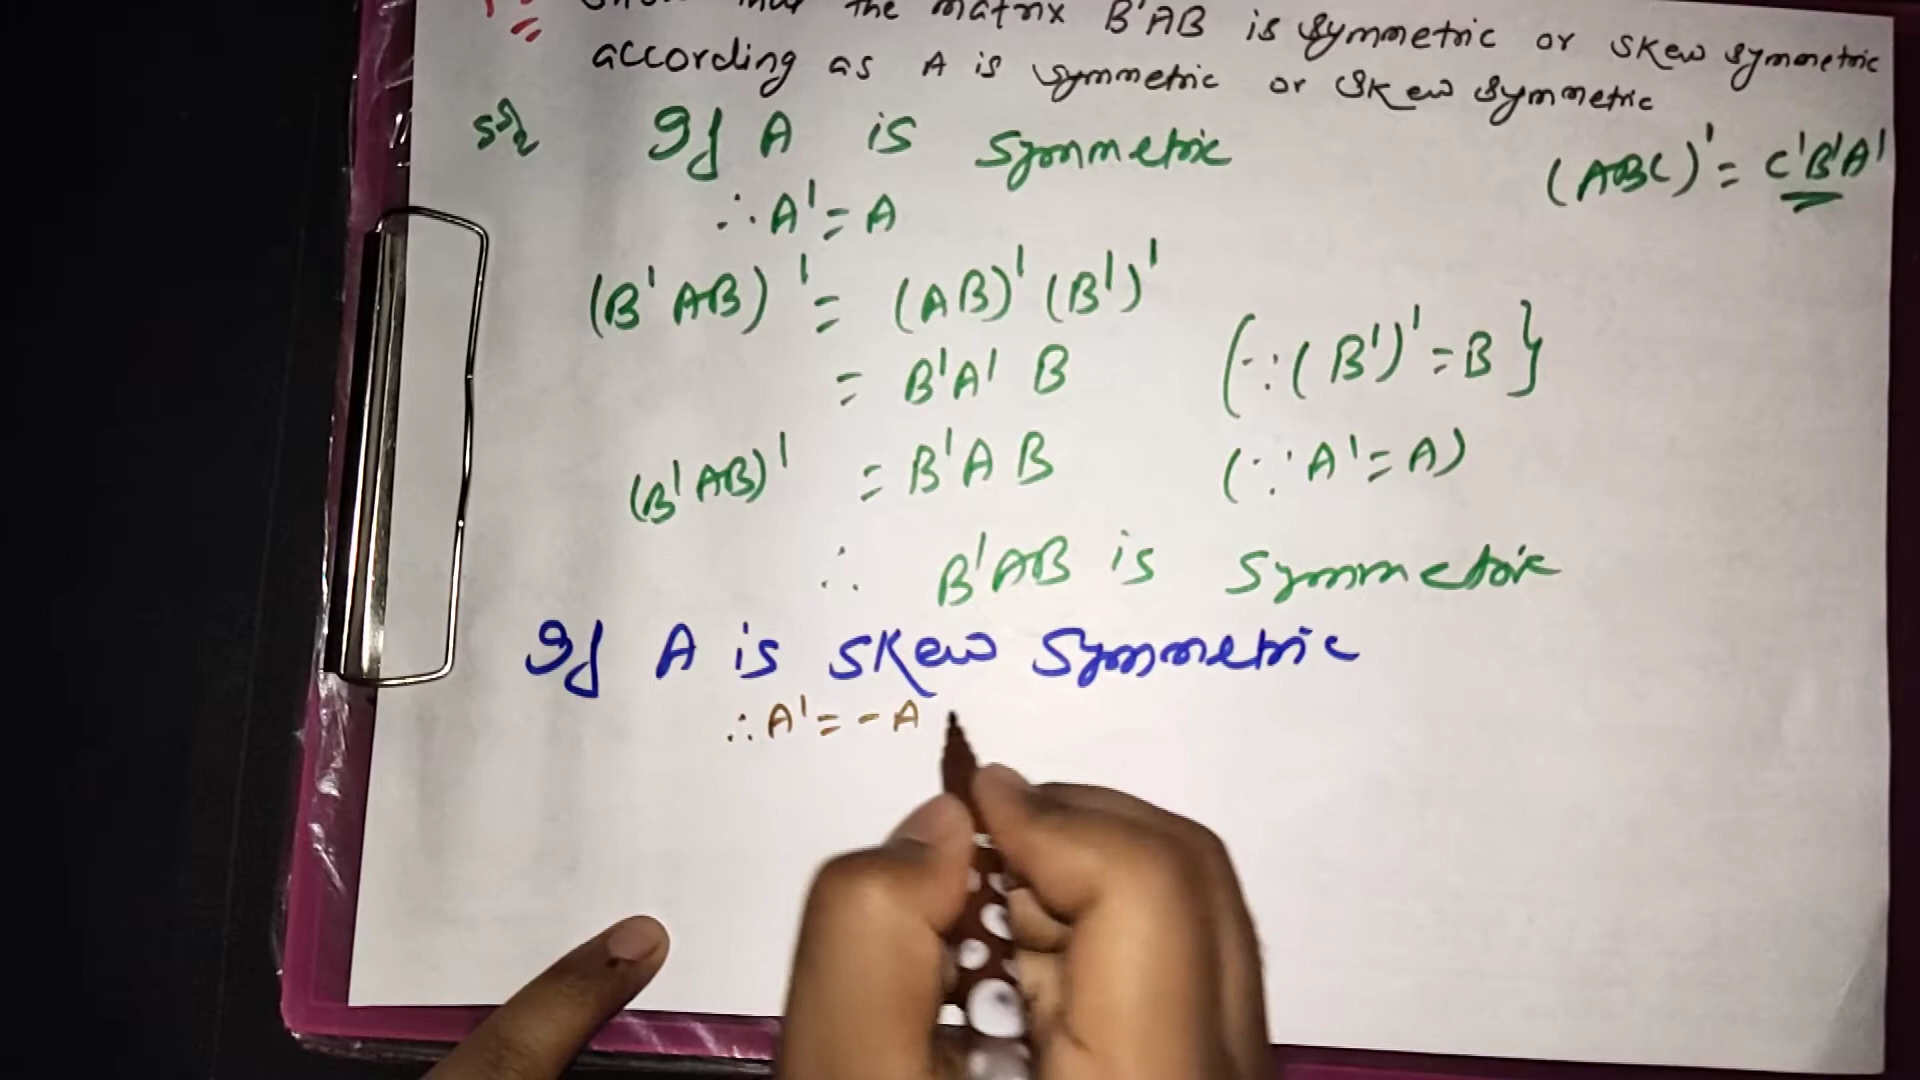 the matrix B'AB is symmetric or skew symmetric
according as A is symmetric or skew symmetric
If A is symmetric
(ABC)' = C'B'A'
∴ A' = A
(B'AB)' = (AB)' (B')'
= B'A' B {∵ (B')' = B}
(B'AB)' = B'AB (∵ A' = A)
∴ B'AB is symmetric
If A is skew symmetric
∴ A' = -A